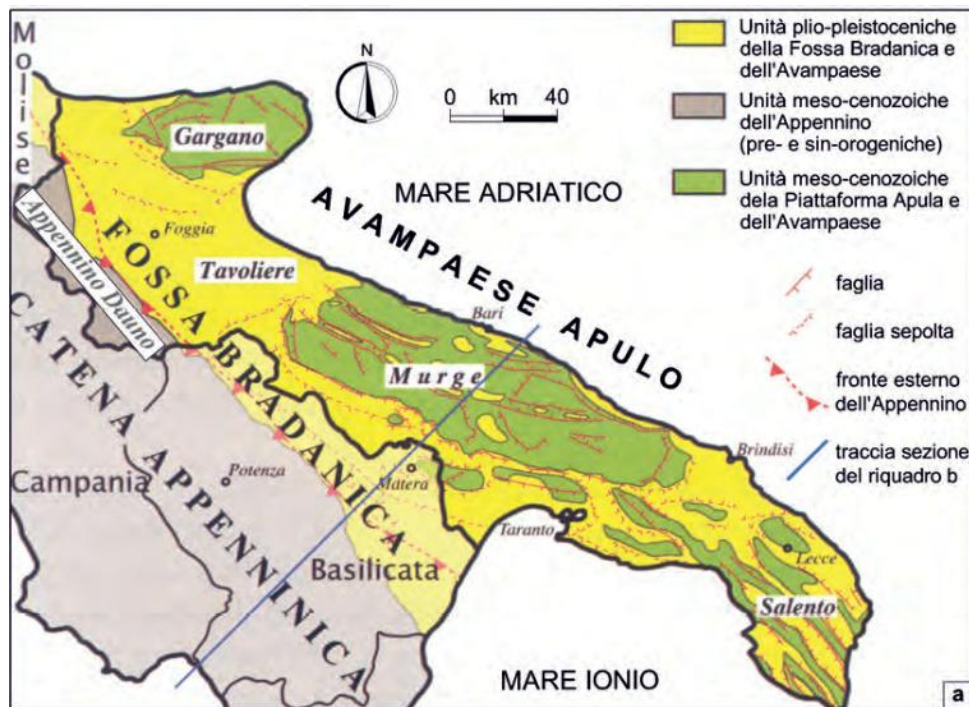 Molise
Unità plio-pleistoceniche
della Fossa Bradanica e
dell'Avampaese
Unità meso-cenozoiche
dell'Appennino
(pre- e sin-orogeniche)
Unità meso-cenozoiche
dela Piattaforma Apula e
dell'Avampaese
faglia
faglia sepolta
fronte esterno
dell'Appennino
traccia sezione
del riquadro b
N
0 km 40
Gargano
MARE ADRIATICO
AVAMPAESE APULO
Appennino Dauno
Foggia
FOSSA BRADANICA
Tavoliere
Bari
Murge
CATENA APPENNINICA
Brindisi
Campania
Potenza
Matera
Taranto
Basilicata
Lecce
Salento
MARE IONIO
a